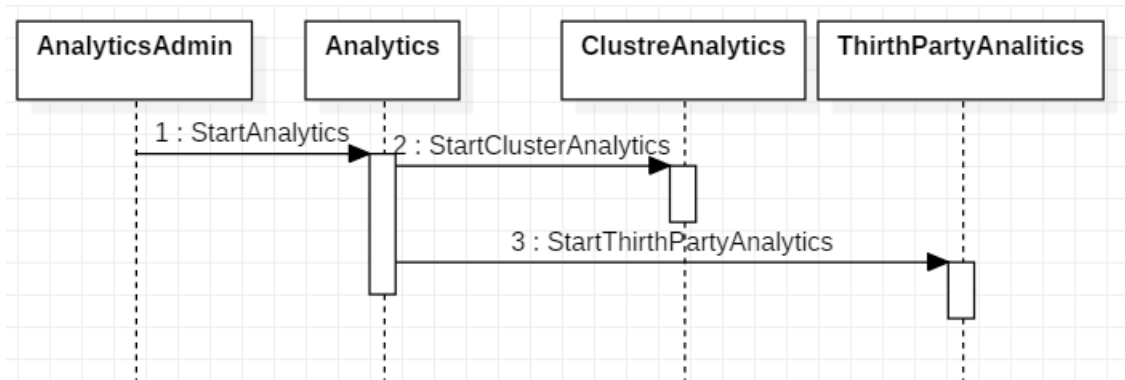 AnalyticsAdmin
Analytics
ClustreAnalytics
ThirthPartyAnalitics
1 : StartAnalytics
2 : StartClusterAnalytics
3 : StartThirthPartyAnalytics